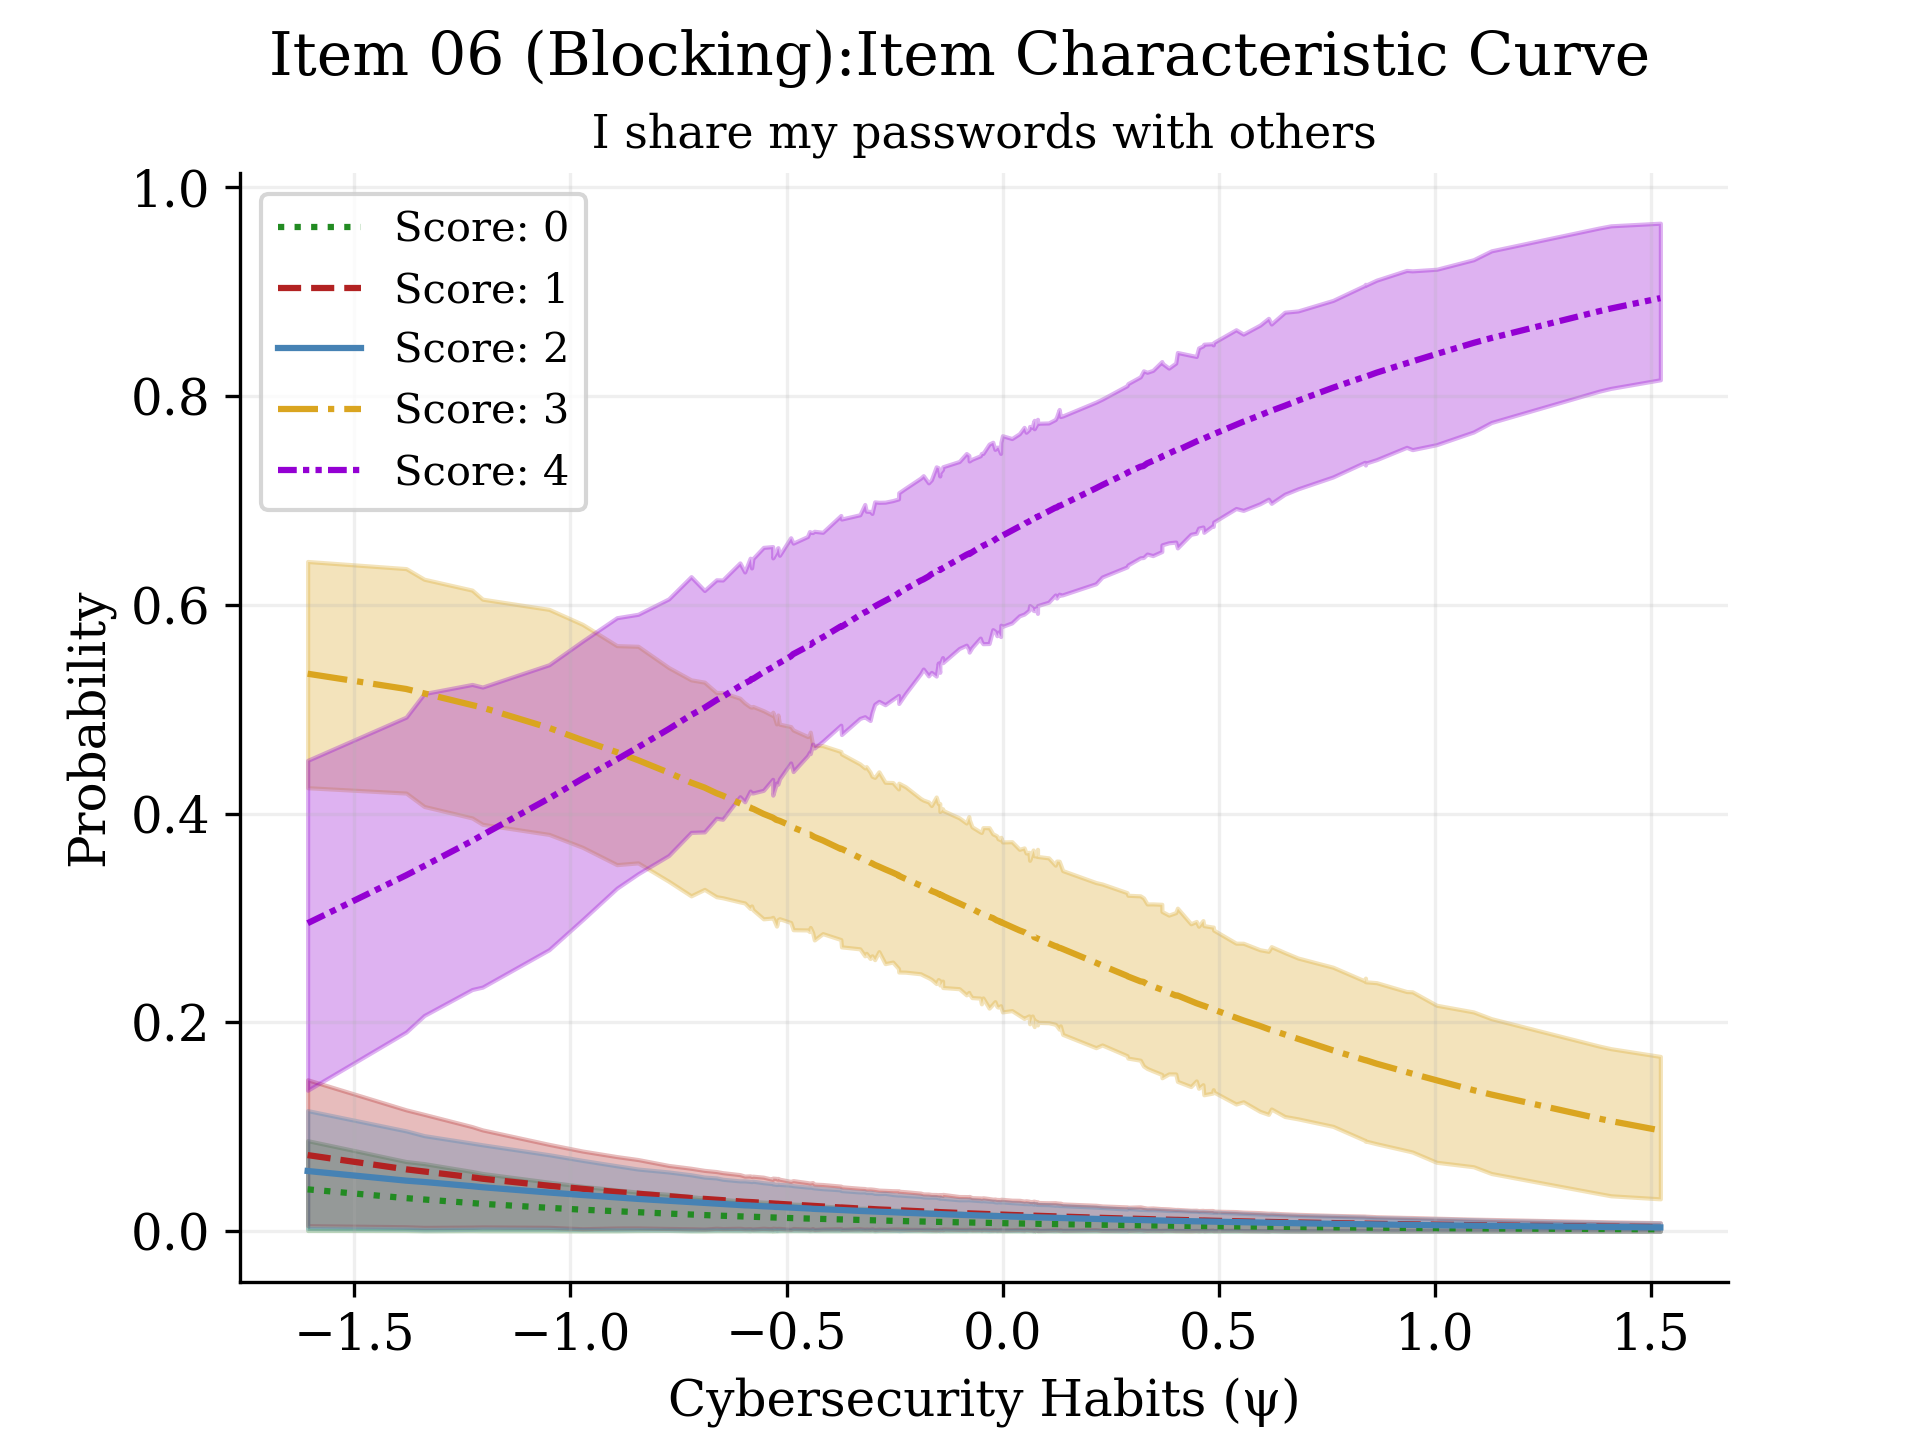 Item 06 (Blocking):Item Characteristic Curve
I share my passwords with others
1.0
0.8
0.6
0.4
0.2
0.0
Probability
Score: 0
Score: 1
Score: 2
Score: 3
Score: 4
−1.5
−1.0
−0.5
0.0
0.5
1.0
1.5
Cybersecurity Habits (ψ)